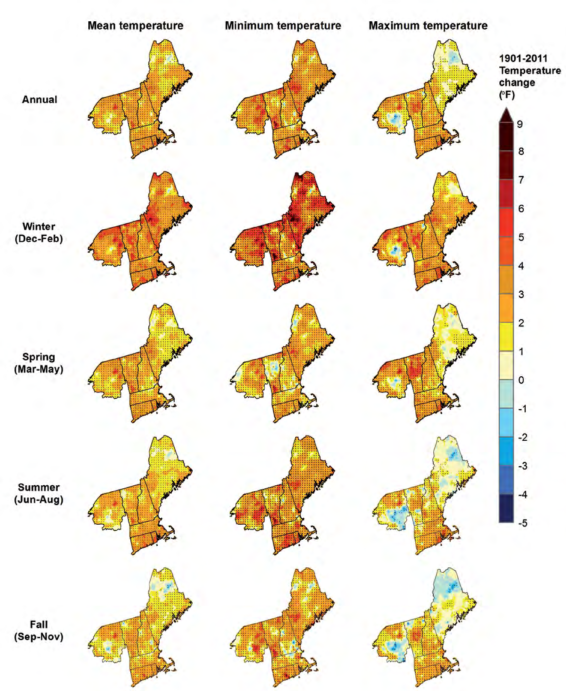 Mean temperature
Minimum temperature
Maximum temperature
1901-2011
Temperature
change
(°F)
9
8
7
6
5
4
3
2
1
0
-1
-2
-3
-4
-5
Annual
Winter
(Dec-Feb)
Spring
(Mar-May)
Summer
(Jun-Aug)
Fall
(Sep-Nov)